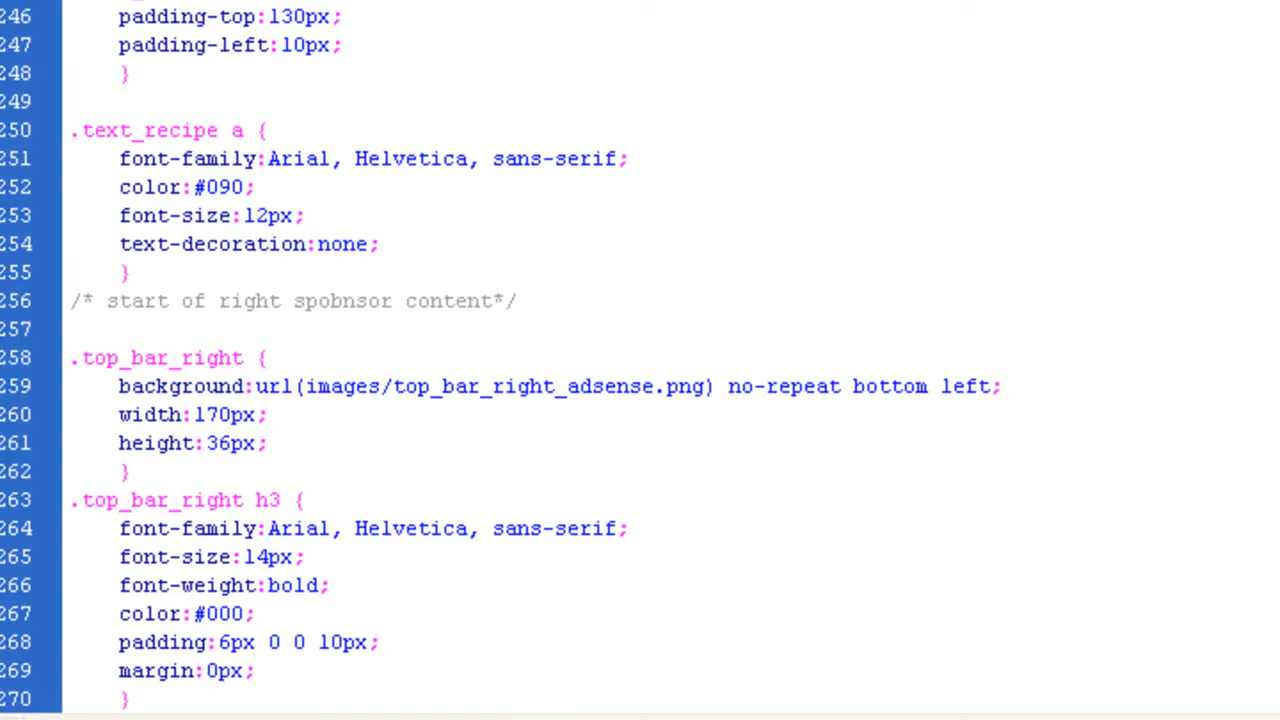 246 padding-top:130px;
247 padding-left:10px;
248 }
249
250 .text_recipe a {
251 font-family:Arial, Helvetica, sans-serif;
252 color:#090;
253 font-size:12px;
254 text-decoration:none;
255 }
256 /* start of right spobnsor content*/
257
258 .top_bar_right {
259 background:url(images/top_bar_right_adsense.png) no-repeat bottom left;
260 width:170px;
261 height:36px;
262 }
263 .top_bar_right h3 {
264 font-family:Arial, Helvetica, sans-serif;
265 font-size:14px;
266 font-weight:bold;
267 color:#000;
268 padding:6px 0 0 10px;
269 margin:0px;
270 }